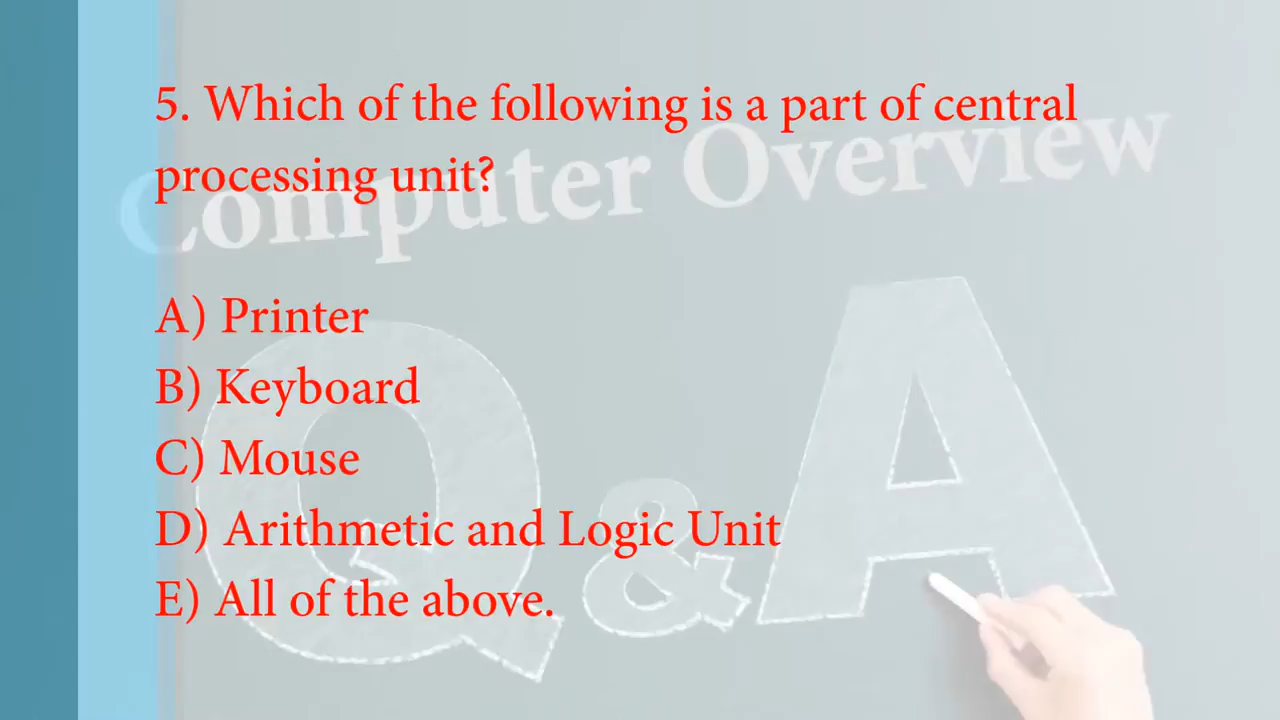 5. Which of the following is a part of central
processing unit?
Computer Overview
A) Printer
B) Keyboard
C) Mouse
D) Arithmetic and Logic Unit
E) All of the above.
Q & A